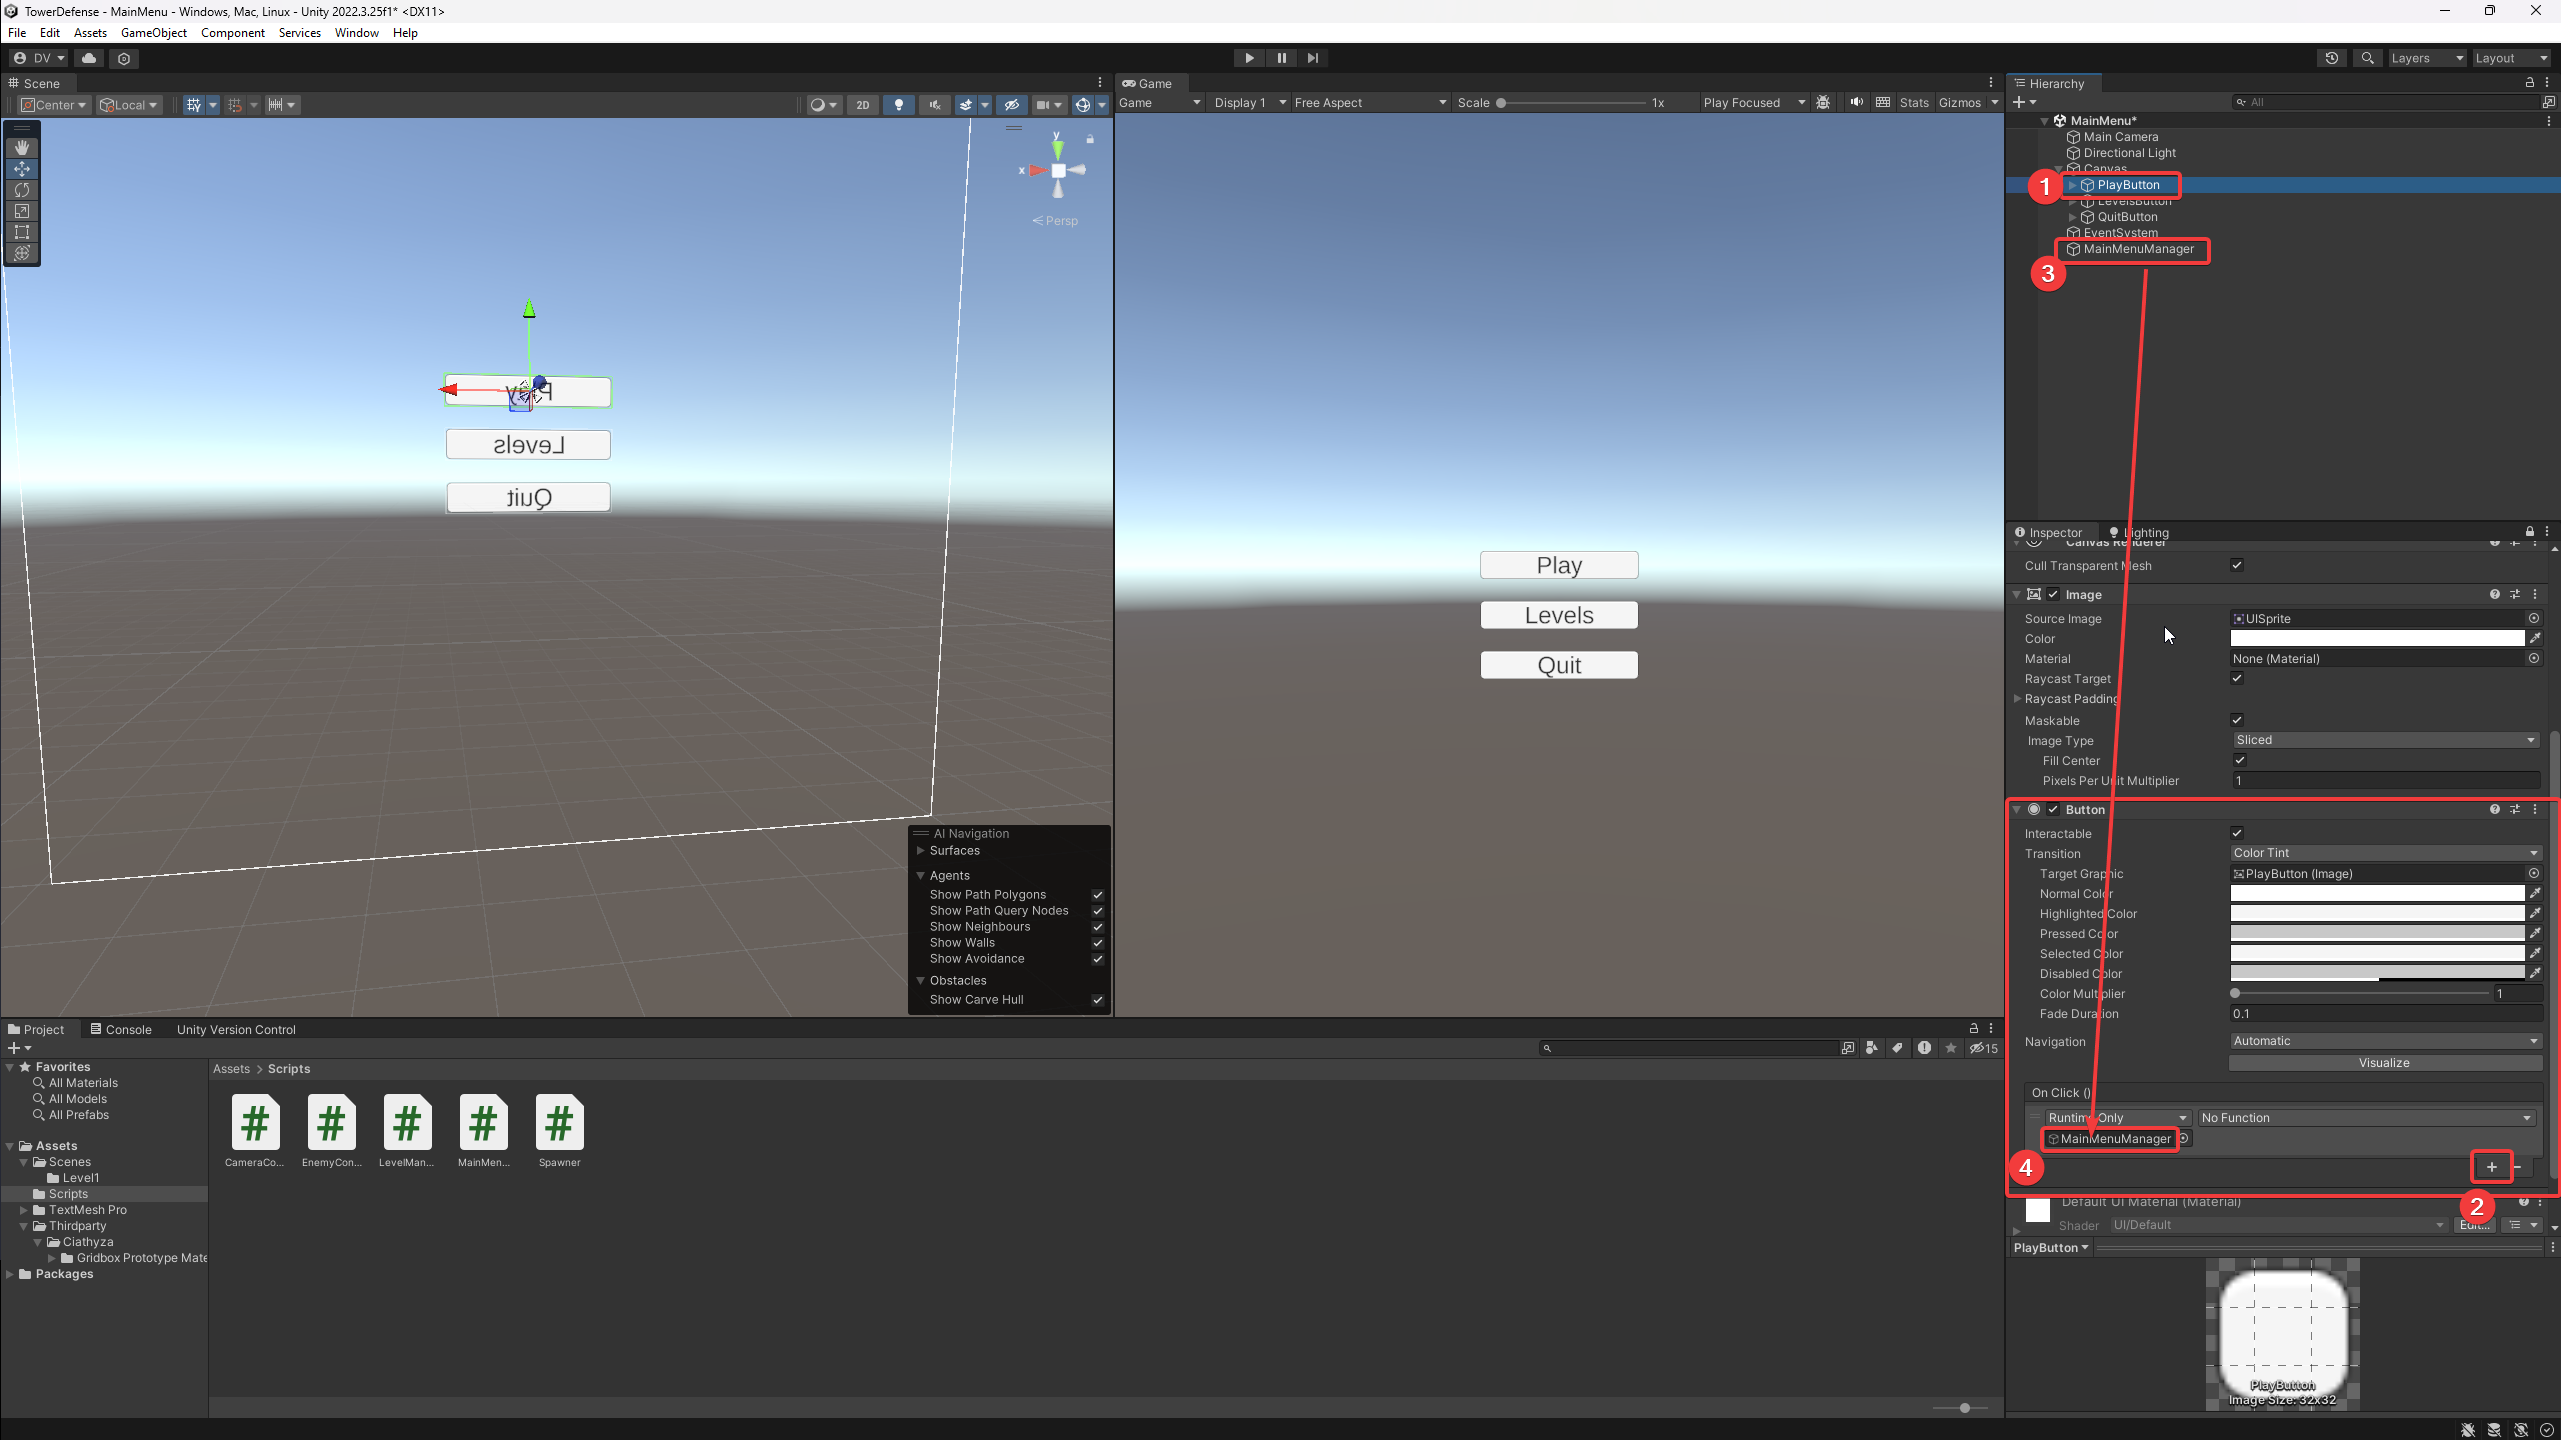 TowerDefense - MainMenu - Windows, Mac, Linux - Unity 2022.3.25f1* <DX11>
File Edit Assets GameObject Component Services Window Help
DV
Layers
Layout
Scene
Center
Local
2D
y
x
Persp
Play
Levels
Quit
AI Navigation
Surfaces
Agents
Show Path Polygons
Show Path Query Nodes
Show Neighbours
Show Walls
Show Avoidance
Obstacles
Show Carve Hull
Game
Game
Display 1
Free Aspect
Scale
1x
Play Focused
Stats
Gizmos
Play
Levels
Quit
Hierarchy
All
MainMenu*
Main Camera
Directional Light
Canvas
1
PlayButton
LevelsButton
QuitButton
EventSystem
MainMenuManager
3
Inspector
Lighting
Canvas Renderer
Cull Transparent Mesh
Image
Source Image UISprite
Color
Material None (Material)
Raycast Target
Raycast Padding
Maskable
Image Type Sliced
Fill Center
Pixels Per Unit Multiplier 1
Button
Interactable
Transition Color Tint
Target Graphic PlayButton (Image)
Normal Color
Highlighted Color
Pressed Color
Selected Color
Disabled Color
Color Multiplier 1
Fade Duration 0.1
Navigation Automatic
Visualize
On Click ()
Runtime Only No Function
MainMenuManager
4
2
Default UI Material (Material)
Shader UI/Default Edit...
PlayButton
PlayButton
Image Size: 32x32
Project
Console
Unity Version Control
15
Favorites
All Materials
All Models
All Prefabs
Assets
Scenes
Level1
Scripts
TextMesh Pro
Thirdparty
Ciathyza
Gridbox Prototype Mate
Packages
Assets > Scripts
CameraCo...
EnemyCon...
LevelMan...
MainMen...
Spawner